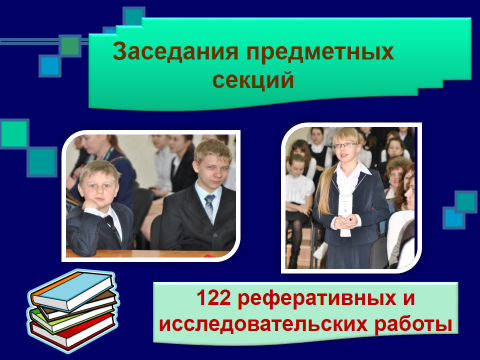 Заседания предметных
секций
122 реферативных и
исследовательских работы